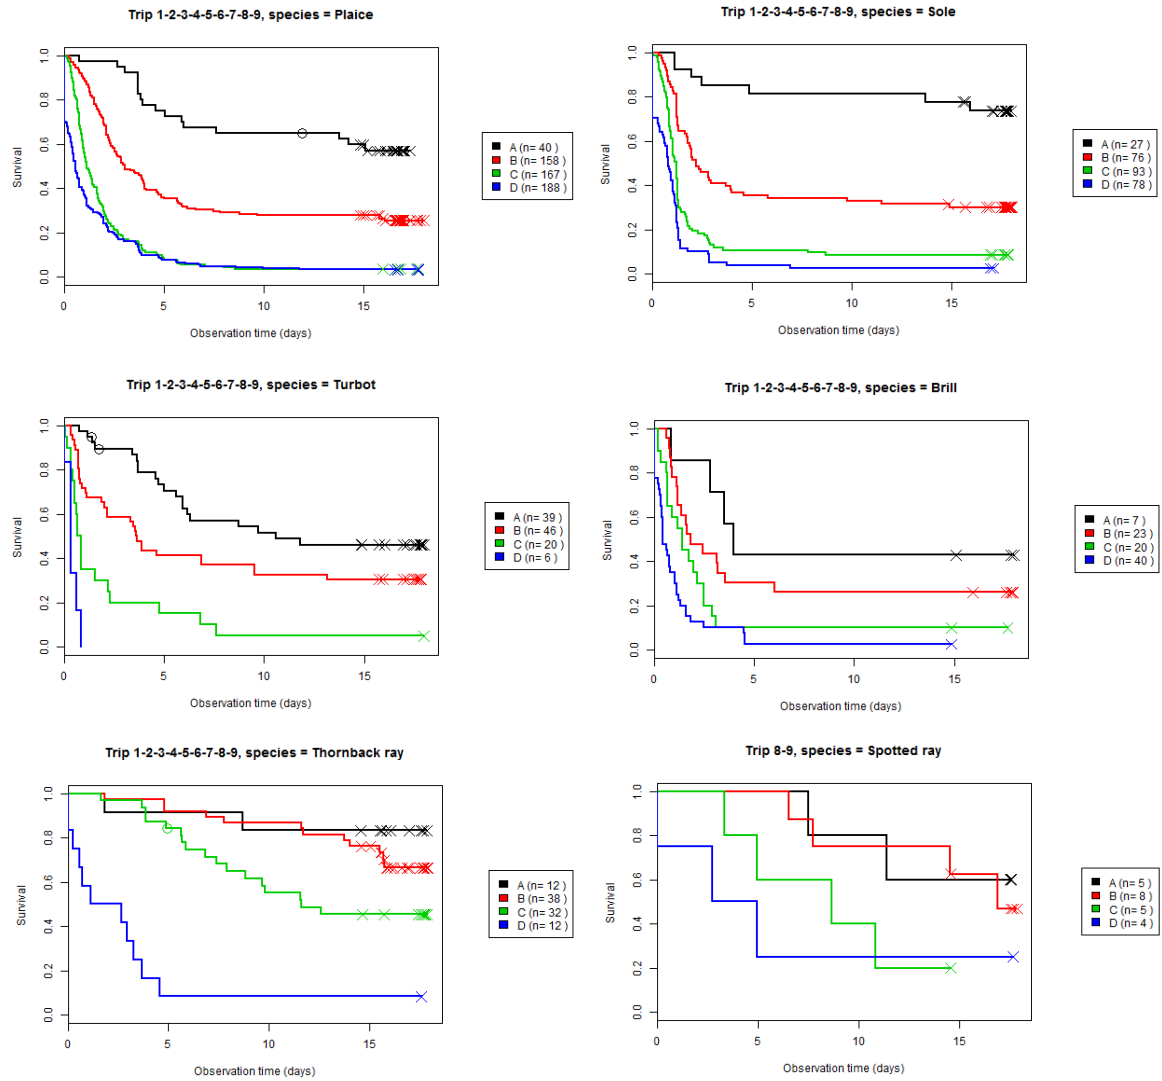 Trip 1-2-3-4-5-6-7-8-9, species = Plaice
Survival
0.0 0.2 0.4 0.6 0.8 1.0
0 5 10 15
Observation time (days)
A (n= 40 )
B (n= 158 )
C (n= 167 )
D (n= 188 )
Trip 1-2-3-4-5-6-7-8-9, species = Sole
Survival
0.0 0.2 0.4 0.6 0.8 1.0
0 5 10 15
Observation time (days)
A (n= 27 )
B (n= 76 )
C (n= 93 )
D (n= 78 )
Trip 1-2-3-4-5-6-7-8-9, species = Turbot
Survival
0.0 0.2 0.4 0.6 0.8 1.0
0 5 10 15
Observation time (days)
A (n= 39 )
B (n= 46 )
C (n= 20 )
D (n= 6 )
Trip 1-2-3-4-5-6-7-8-9, species = Brill
Survival
0.0 0.2 0.4 0.6 0.8 1.0
0 5 10 15
Observation time (days)
A (n= 7 )
B (n= 23 )
C (n= 20 )
D (n= 40 )
Trip 1-2-3-4-5-6-7-8-9, species = Thornback ray
Survival
0.0 0.2 0.4 0.6 0.8 1.0
0 5 10 15
Observation time (days)
A (n= 12 )
B (n= 38 )
C (n= 32 )
D (n= 12 )
Trip 8-9, species = Spotted ray
Survival
0.0 0.2 0.4 0.6 0.8 1.0
0 5 10 15
Observation time (days)
A (n= 5 )
B (n= 8 )
C (n= 5 )
D (n= 4 )